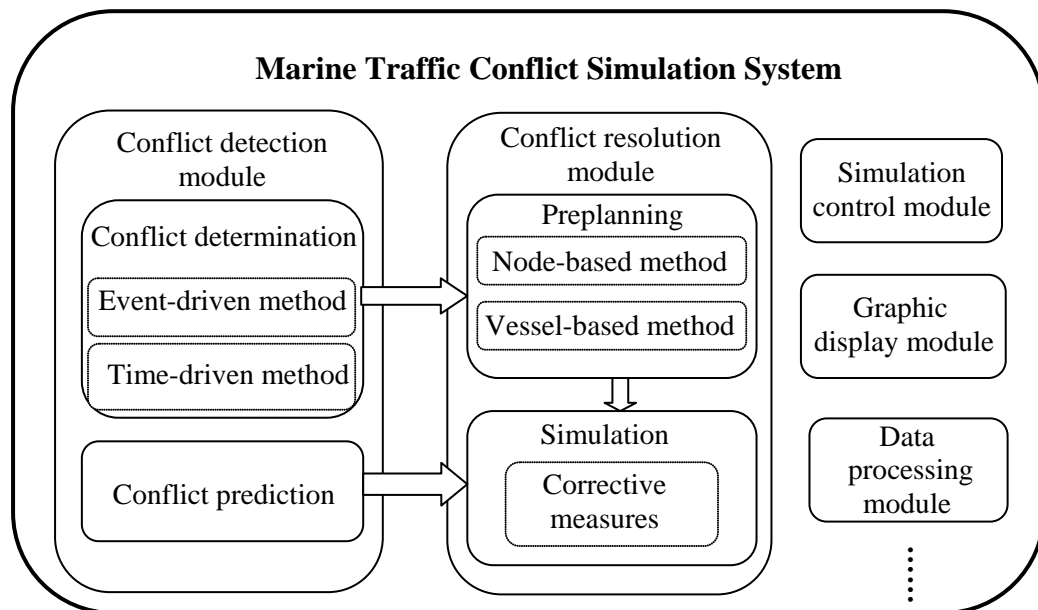 Marine Traffic Conflict Simulation System
Conflict detection
module
Conflict determination
Event-driven method
Time-driven method
Conflict prediction
Conflict resolution
module
Preplanning
Node-based method
Vessel-based method
Simulation
Corrective
measures
Simulation
control module
Graphic
display module
Data
processing
module